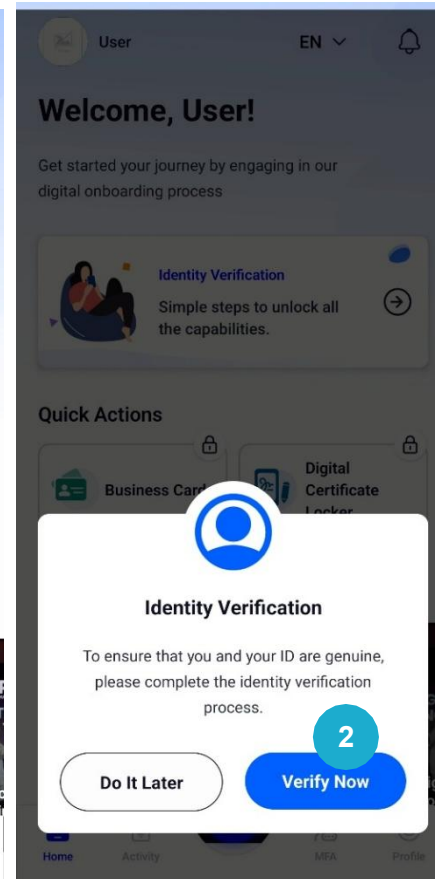 User
EN
Welcome, User!
Get started your journey by engaging in our
digital onboarding process
Identity Verification
Simple steps to unlock all
the capabilities.
Quick Actions
Business Card
Digital
Certificate
Locker
Identity Verification
To ensure that you and your ID are genuine,
please complete the identity verification
process.
2
Do It Later
Verify Now
Home
Activity
MFA
Profile